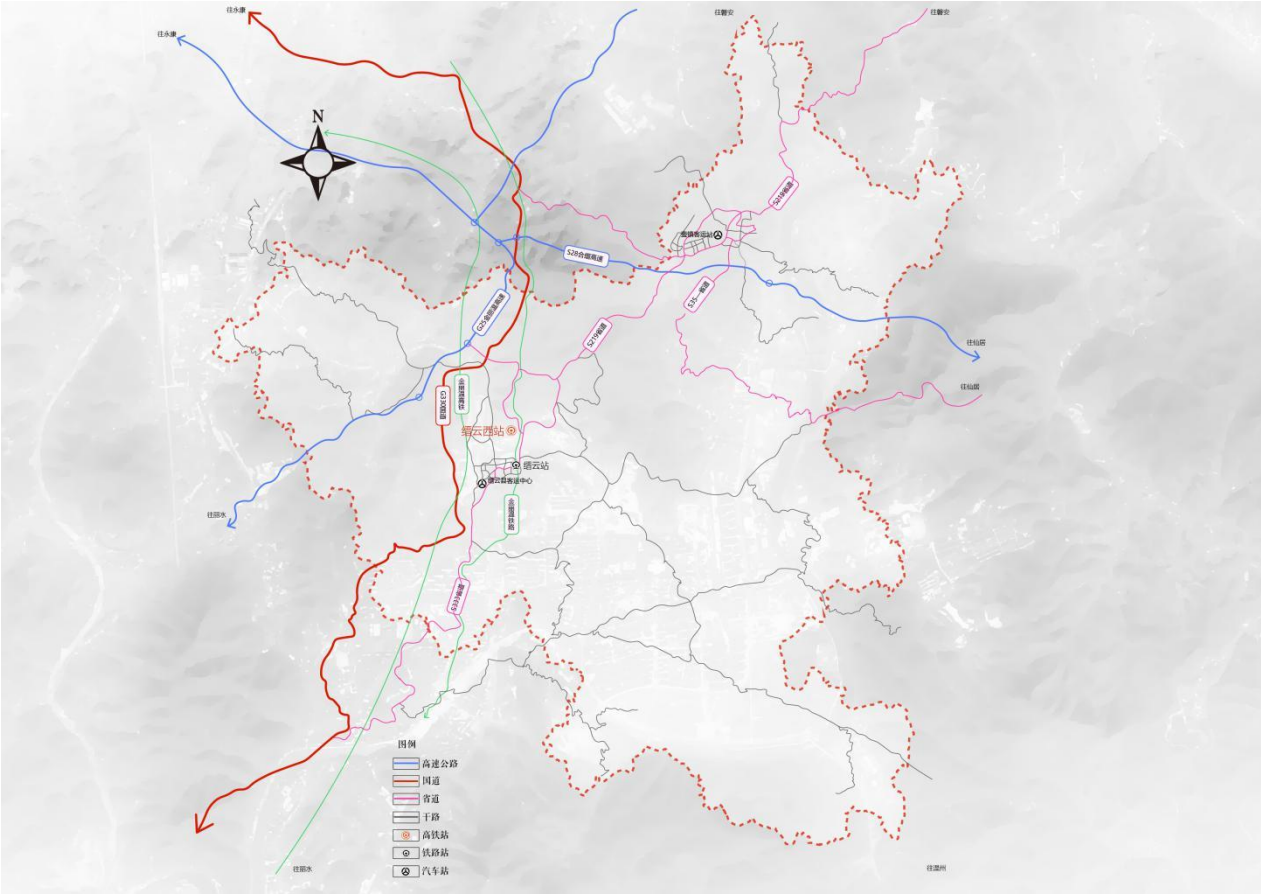 往永康
往磐安
往磐安
往永康
N
S219省道
壶镇客运站
S28台缙高速
S35一省道
G25金丽温高速
S219省道
往仙居
往仙居
金丽温高铁
G330国道
缙云西站
缙云站
缙云县客运中心
往丽水
金丽温铁路
图例
高速公路
国道
省道
干路
高铁站
铁路站
汽车站
往丽水
往温州